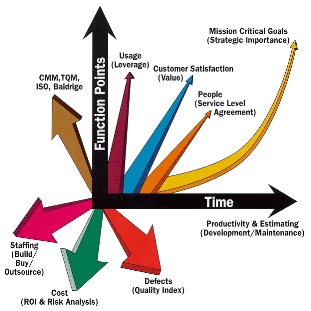 Mission Critical Goals
(Strategic Importance)
Usage
(Leverage)
Customer Satisfaction
(Value)
CMM,TQM,
ISO, Baldrige
People
(Service Level
Agreement)
Function Points
Time
Productivity & Estimating
(Development/Maintenance)
Staffing
(Build/
Buy/
Outsource)
Defects
(Quality Index)
Cost
(ROI & Risk Analysis)